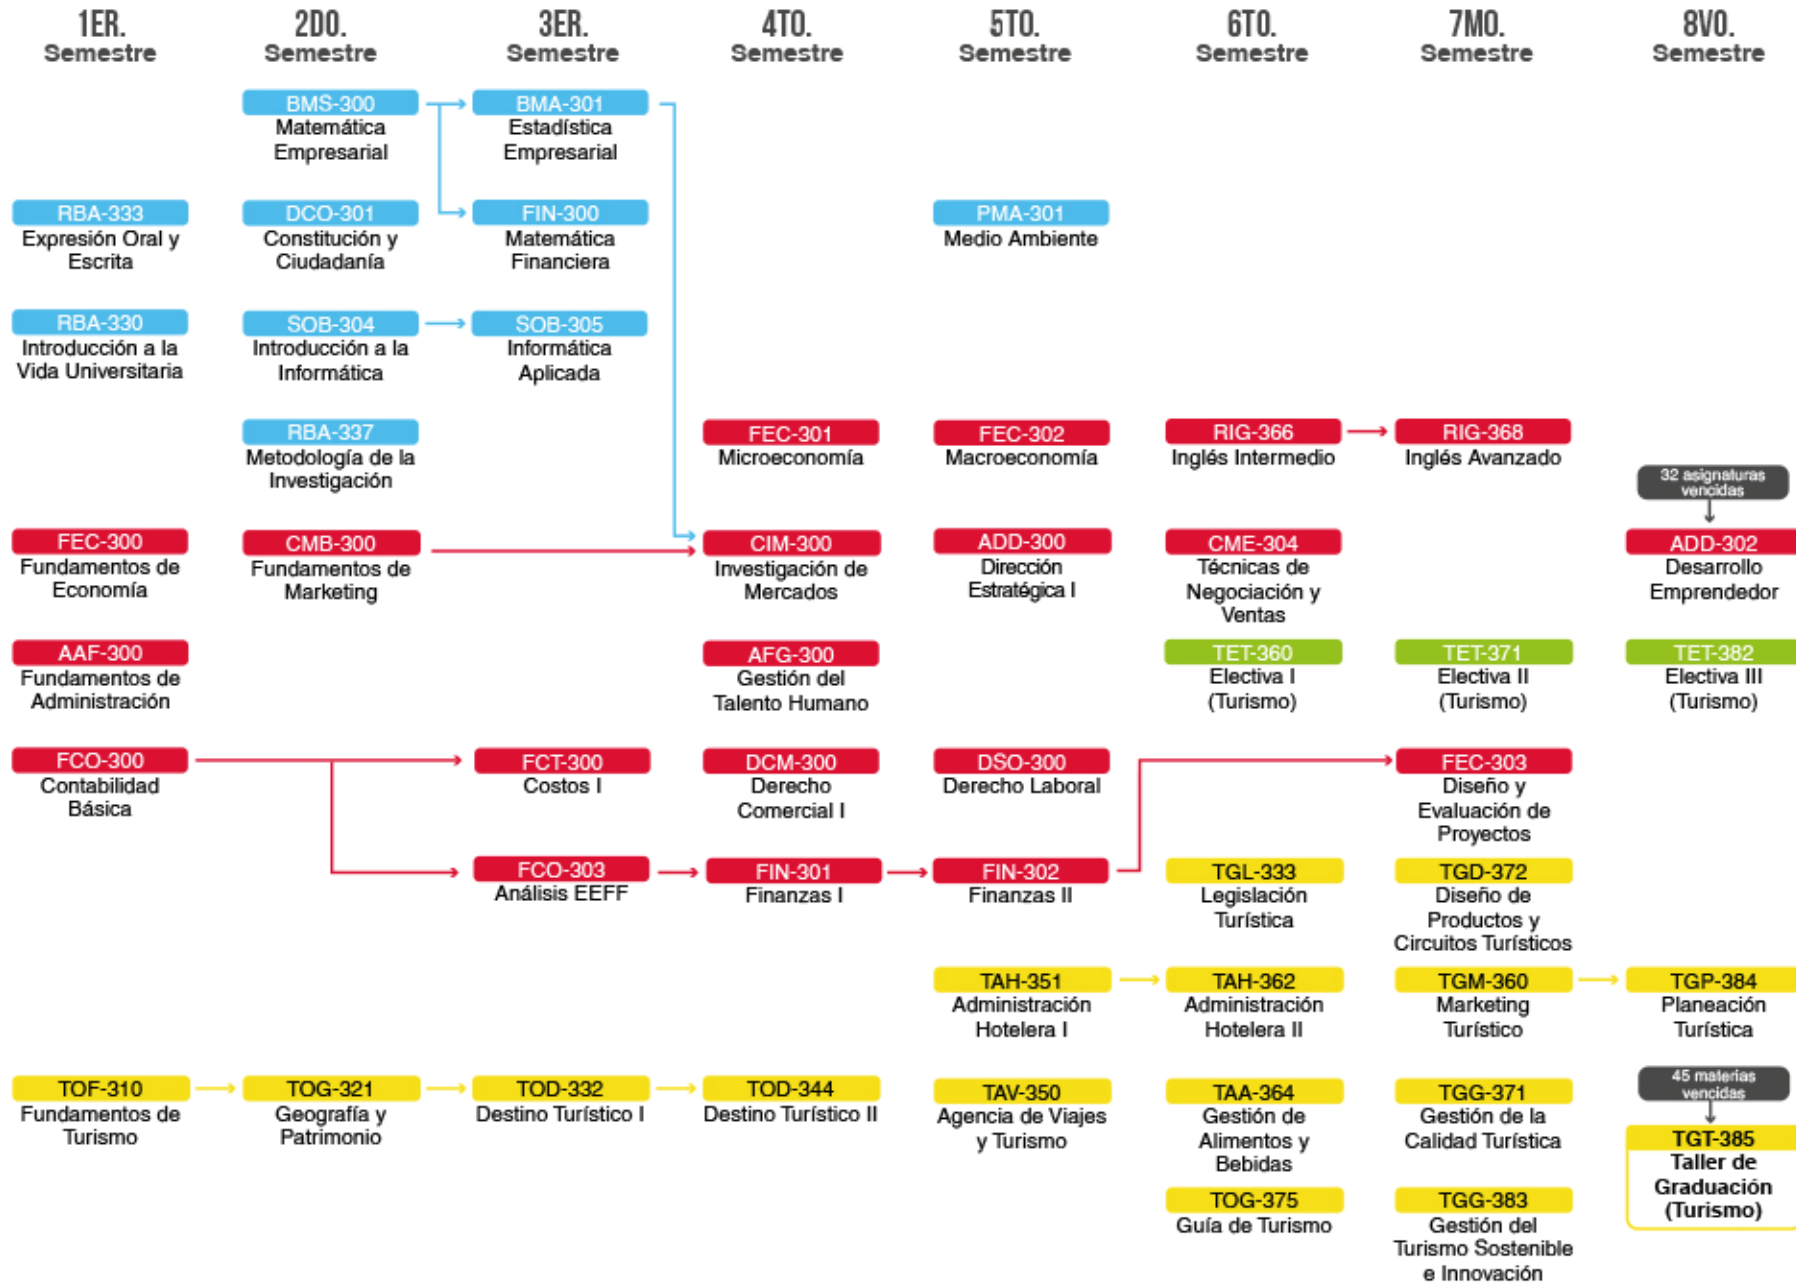 1ER.
Semestre
2DO.
Semestre
3ER.
Semestre
4TO.
Semestre
5TO.
Semestre
6TO.
Semestre
7MO.
Semestre
8VO.
Semestre
RBA-333
Expresión Oral y
Escrita
RBA-330
Introducción a la
Vida Universitaria
FEC-300
Fundamentos de
Economía
AAF-300
Fundamentos de
Administración
FCO-300
Contabilidad
Básica
TOF-310
Fundamentos de
Turismo
BMS-300
Matemática
Empresarial
DCO-301
Constitución y
Ciudadanía
SOB-304
Introducción a la
Informática
RBA-337
Metodología de la
Investigación
CMB-300
Fundamentos de
Marketing
TOG-321
Geografía y
Patrimonio
BMA-301
Estadística
Empresarial
FIN-300
Matemática
Financiera
SOB-305
Informática
Aplicada
FCT-300
Costos I
FCO-303
Análisis EEFF
TOD-332
Destino Turístico I
FEC-301
Microeconomía
CIM-300
Investigación de
Mercados
AFG-300
Gestión del
Talento Humano
DCM-300
Derecho
Comercial I
FIN-301
Finanzas I
TOD-344
Destino Turístico II
PMA-301
Medio Ambiente
FEC-302
Macroeconomía
ADD-300
Dirección
Estratégica I
DSO-300
Derecho Laboral
FIN-302
Finanzas II
TAH-351
Administración
Hotelera I
TAV-350
Agencia de Viajes
y Turismo
RIG-366
Inglés Intermedio
CME-304
Técnicas de
Negociación y
Ventas
TET-360
Electiva I
(Turismo)
TGL-333
Legislación
Turística
TAH-362
Administración
Hotelera II
TAA-364
Gestión de
Alimentos y
Bebidas
TOG-375
Guía de Turismo
RIG-368
Inglés Avanzado
TET-371
Electiva II
(Turismo)
FEC-303
Diseño y
Evaluación de
Proyectos
TGD-372
Diseño de
Productos y
Circuitos Turísticos
TGM-360
Marketing
Turístico
TGG-371
Gestión de la
Calidad Turística
TGG-383
Gestión del
Turismo Sostenible
e Innovación
32 asignaturas
vencidas
ADD-302
Desarrollo
Emprendedor
TET-382
Electiva III
(Turismo)
TGP-384
Planeación
Turística
45 materias
vencidas
TGT-385
Taller de
Graduación
(Turismo)